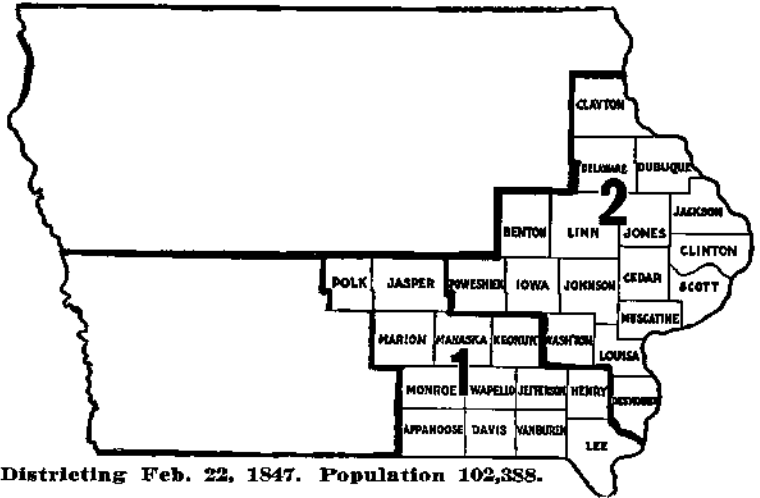 CLAYTON
DELAWARE DUBUQUE
2
JACKSON
BENTON LINN JONES
CLINTON
POLK JASPER POWESHIEK IOWA JOHNSON CEDAR SCOTT
MUSCATINE
MARION MAHASKA KEOKUK WASH'TON
LOUISA
1
MONROE WAPELLO JEFFERSON HENRY
DESMOINES
APPANOOSE DAVIS VANBUREN
LEE
Districting Feb. 22, 1847. Population 102,388.